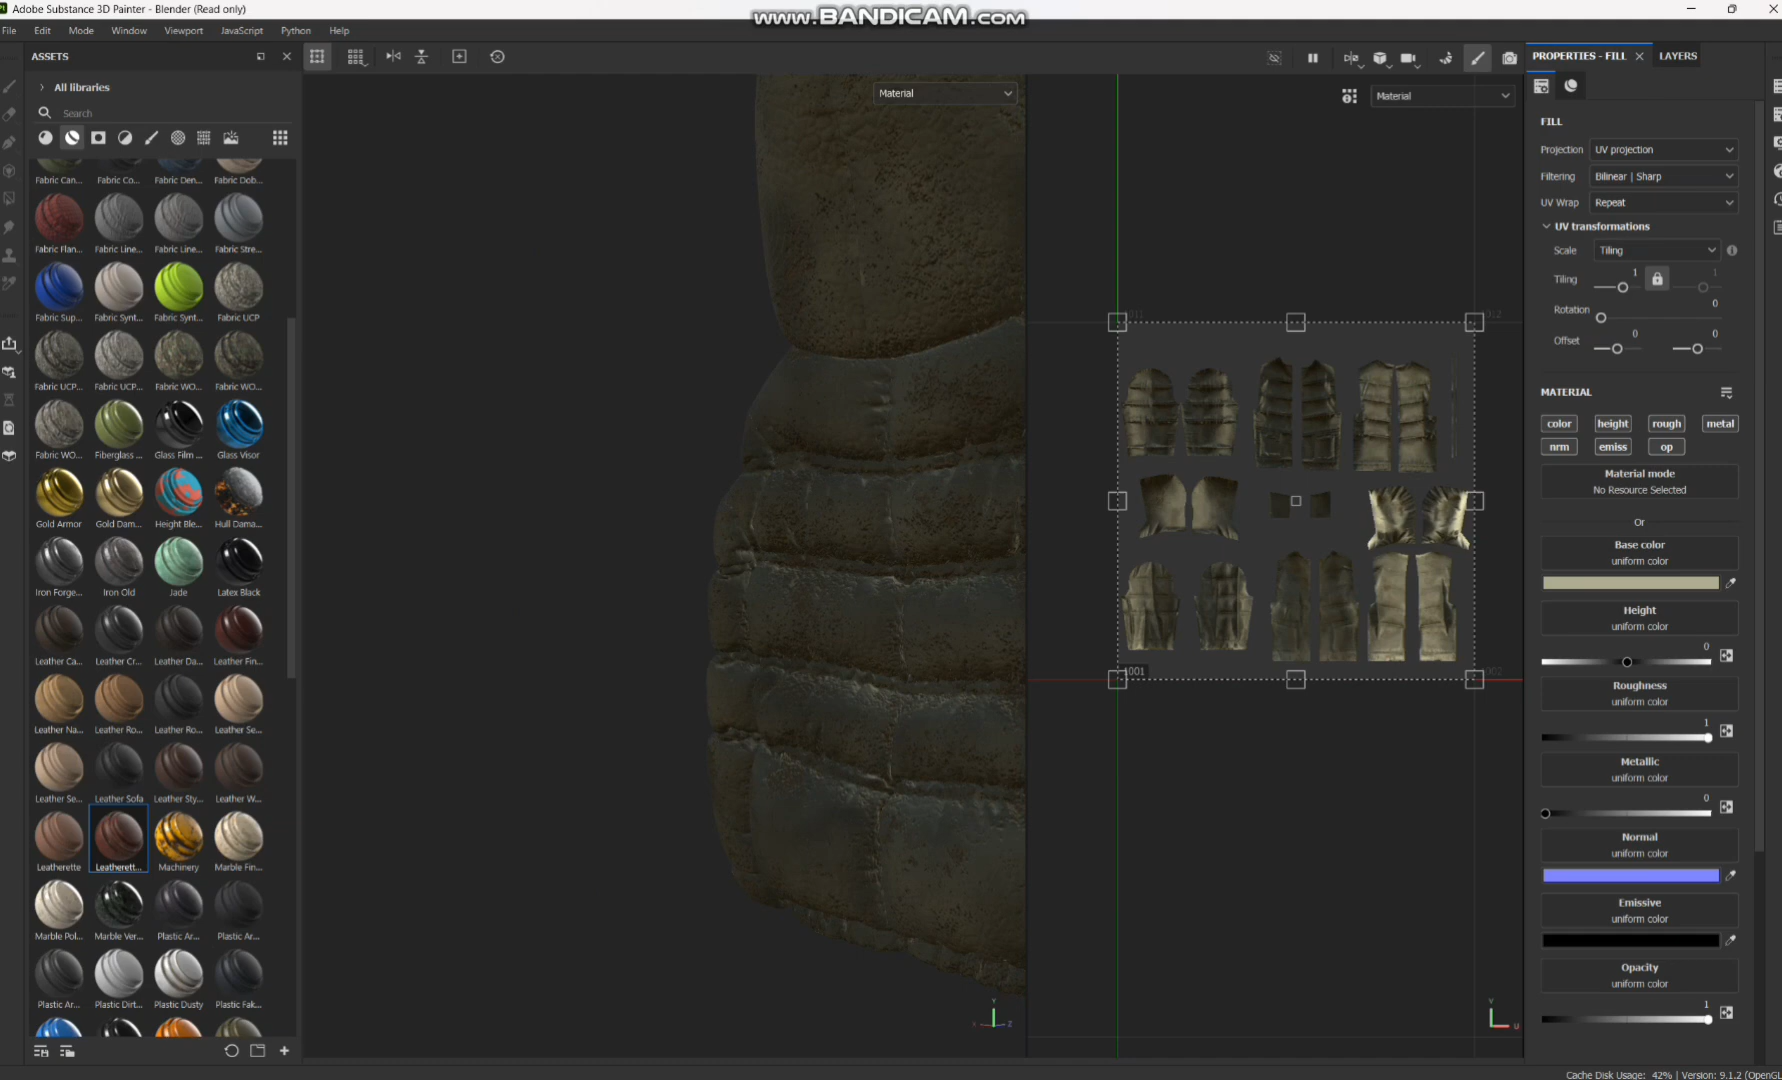 Adobe Substance 3D Painter - Blender (Read only)
www.BANDICAM.com
File Edit Mode Window Viewport JavaScript Python Help
ASSETS
PROPERTIES - FILL
LAYERS
All libraries
Search
Material
Material
Fabric Can... Fabric Co... Fabric Den... Fabric Dob...
Fabric Flan... Fabric Line... Fabric Line... Fabric Stre...
Fabric Sup... Fabric Synt... Fabric Synt... Fabric UCP
Fabric UCP... Fabric UCP... Fabric WO... Fabric WO...
Fabric WO... Fiberglass ... Glass Film ... Glass Visor
Gold Armor Gold Dam... Height Ble... Hull Dama...
Iron Forge... Iron Old Jade Latex Black
Leather Ca... Leather Cr... Leather Da... Leather Fin...
Leather Na... Leather Ro... Leather Ro... Leather Se...
Leather Se... Leather Sofa Leather Sty... Leather W...
Leatherette Leatherett... Machinery Marble Fin...
Marble Pol... Marble Ver... Plastic Ar... Plastic Ar...
Plastic Ar... Plastic Dirt... Plastic Dusty Plastic Fak...
1011
1012
1001
1002
Y
X Z
V
U
FILL
Projection UV projection
Filtering Bilinear | Sharp
UV Wrap Repeat
UV transformations
Scale Tiling
Tiling 1 1
Rotation 0
Offset 0 0
MATERIAL
color height rough metal
nrm emiss op
Material mode
No Resource Selected
Or
Base color
uniform color
Height
uniform color
0
Roughness
uniform color
1
Metallic
uniform color
0
Normal
uniform color
Emissive
uniform color
Opacity
uniform color
1
Cache Disk Usage: 42% | Version: 9.1.2 (OpenGL